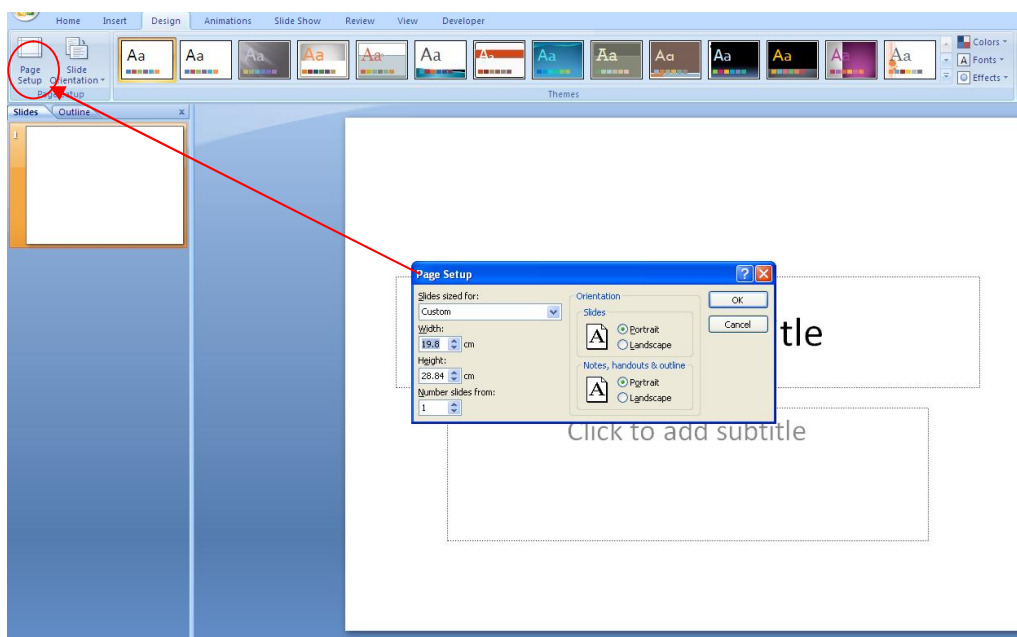 Home Insert Design Animations Slide Show Review View Developer
Aa Aa Aa Aa Aa Aa Aa Aa Aa Aa Aa Aa Aa Aa
Colors
Fonts
Effects
Page Setup
Slide Orientation
Page Setup
Themes
Slides Outline x
1
Page Setup
Slides sized for:
Custom
Width:
19.8 cm
Height:
28.84 cm
Number slides from:
1
Orientation
Slides
A
Portrait
Landscape
Notes, handouts & outline
A
Portrait
Landscape
OK
Cancel
tle
Click to add subtitle